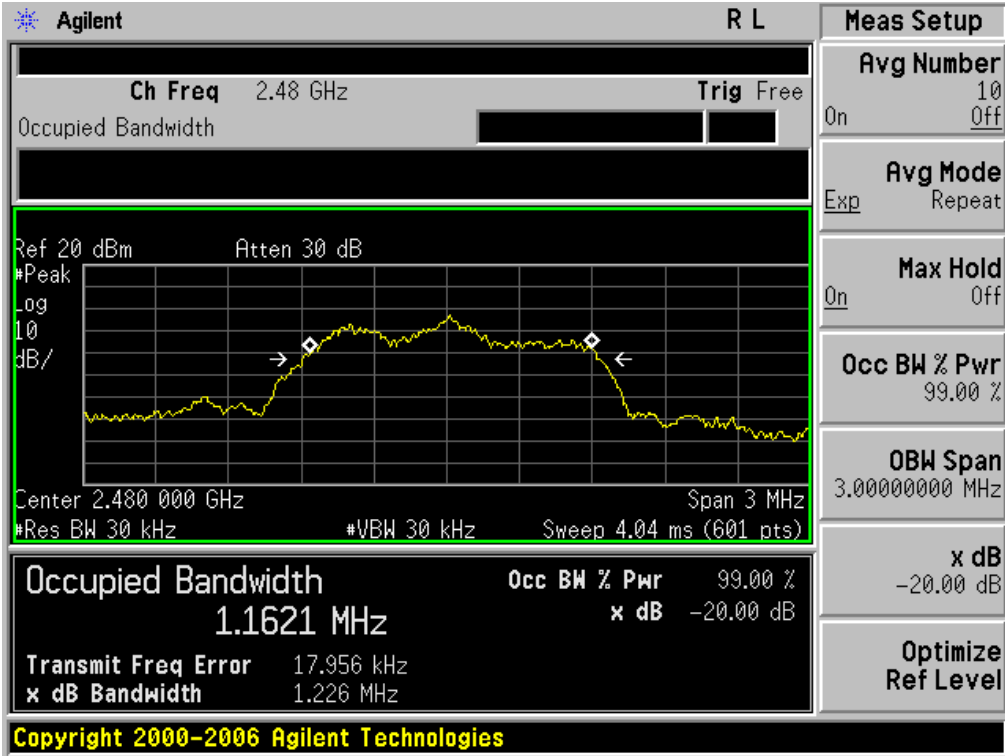 Agilent R L
Ch Freq 2.48 GHz Trig Free
Occupied Bandwidth
Ref 20 dBm Atten 30 dB
#Peak
Log
10
dB/
Center 2.480 000 GHz Span 3 MHz
#Res BW 30 kHz #VBW 30 kHz Sweep 4.04 ms (601 pts)
Occupied Bandwidth Occ BW % Pwr 99.00 %
1.1621 MHz x dB -20.00 dB
Transmit Freq Error 17.956 kHz
x dB Bandwidth 1.226 MHz
Copyright 2000-2006 Agilent Technologies
Meas Setup
Avg Number
10
On Off
Avg Mode
Exp Repeat
Max Hold
On Off
Occ BW % Pwr
99.00 %
OBW Span
3.00000000 MHz
x dB
-20.00 dB
Optimize
Ref Level